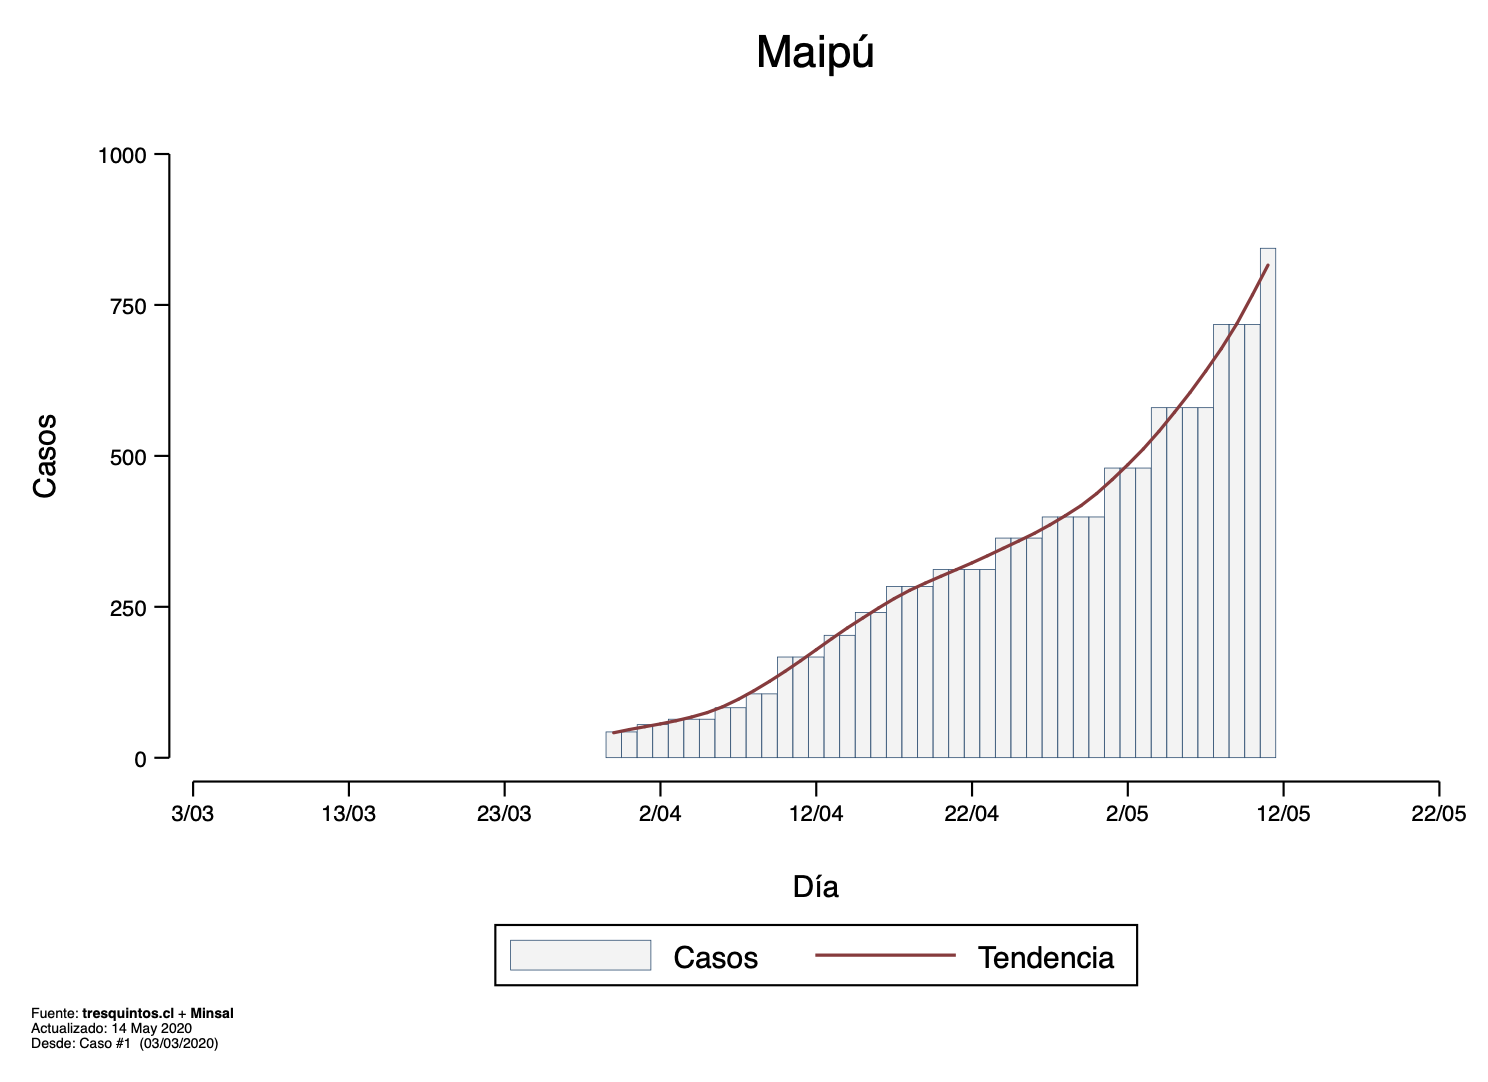 Maipú
1000
750
500
250
0
Casos
3/03 13/03 23/03 2/04 12/04 22/04 2/05 12/05 22/05
Día
Casos Tendencia
Fuente: tresquintos.cl + Minsal
Actualizado: 14 May 2020
Desde: Caso #1 (03/03/2020)